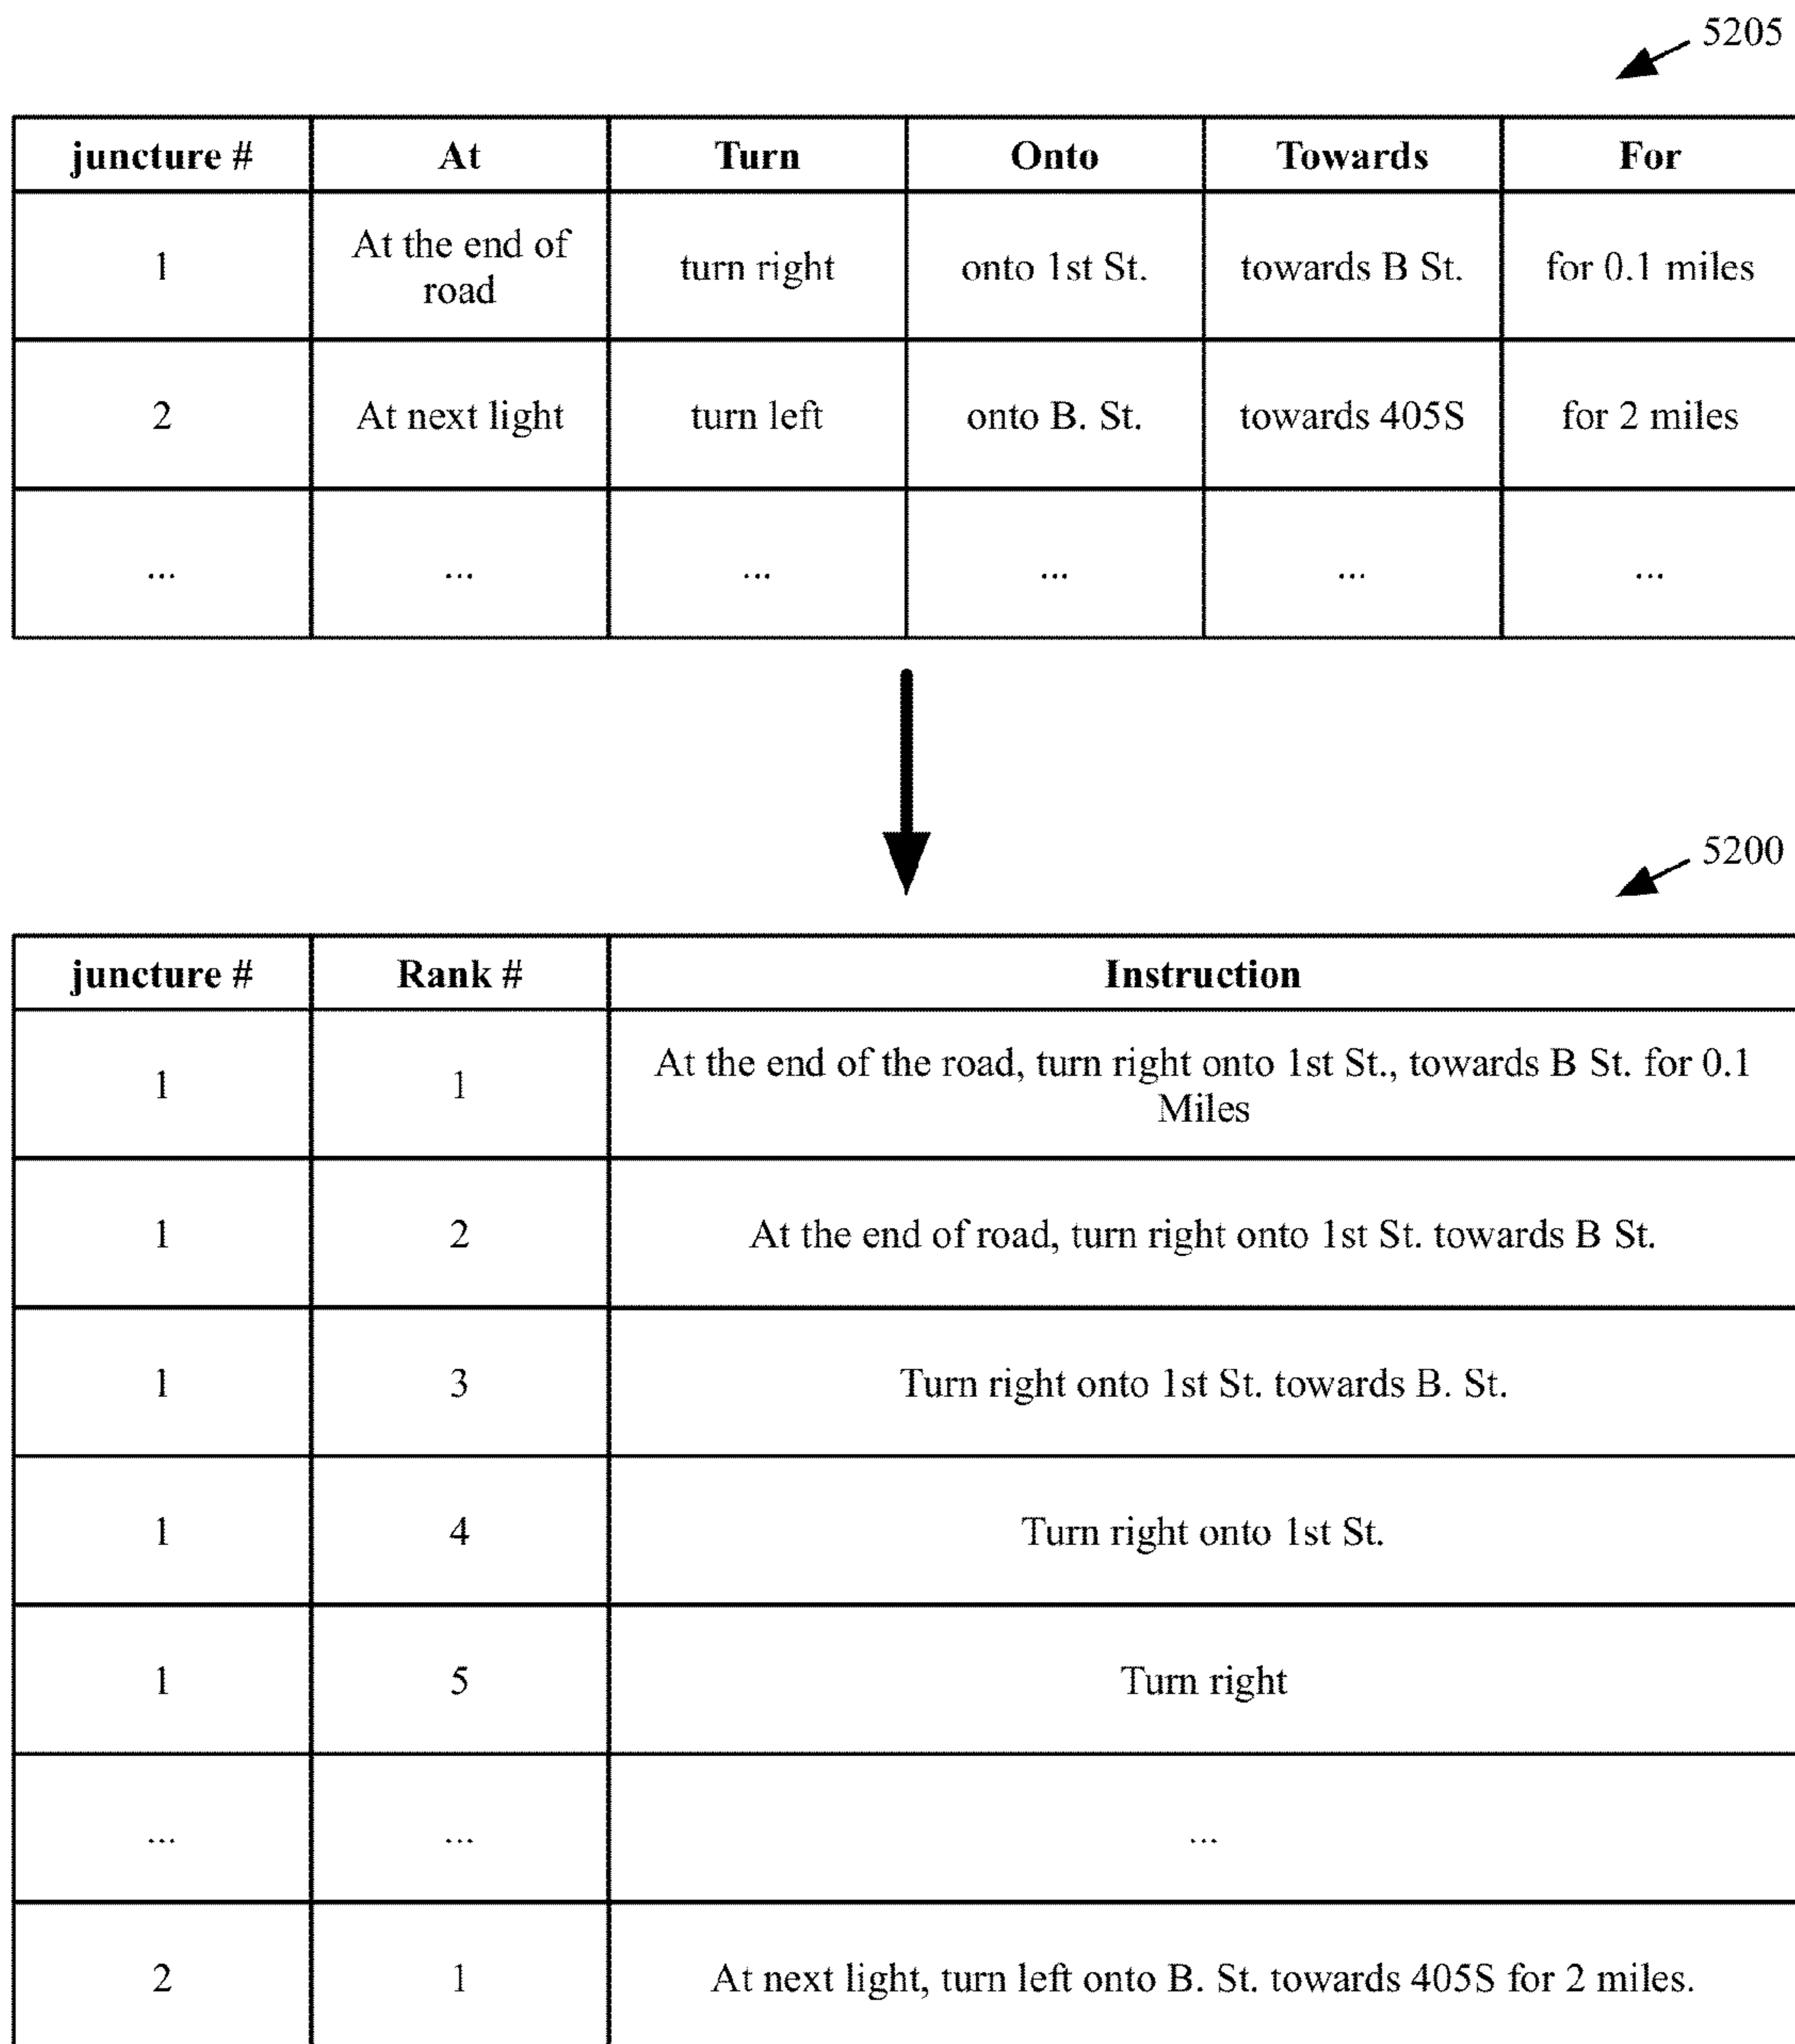 5205
juncture # At Turn Onto Towards For
1 At the end of road turn right onto 1st St. towards B St. for 0.1 miles
2 At next light turn left onto B. St. towards 405S for 2 miles
... ... ... ... ... ...
5200
juncture # Rank # Instruction
1 1 At the end of the road, turn right onto 1st St., towards B St. for 0.1
Miles
1 2 At the end of road, turn right onto 1st St. towards B St.
1 3 Turn right onto 1st St. towards B. St.
1 4 Turn right onto 1st St.
1 5 Turn right
... ... ...
2 1 At next light, turn left onto B. St. towards 405S for 2 miles.